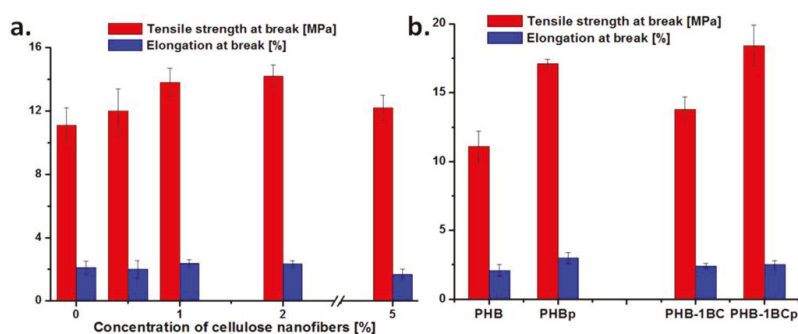 a.
Tensile strength at break [MPa]
Elongation at break [%]
16
12
8
4
0
0 1 2 5
Concentration of cellulose nanofibers [%]
b.
Tensile strength at break [MPa]
Elongation at break [%]
20
15
10
5
0
PHB PHBp PHB-1BC PHB-1BCp